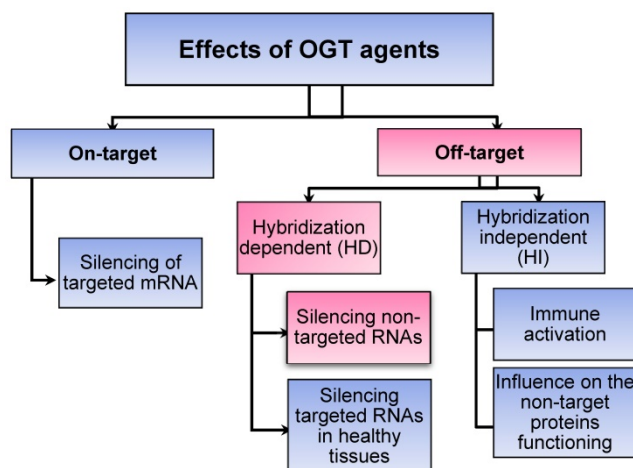 Effects of OGT agents
On-target
Off-target
Silencing of
targeted mRNA
Hybridization
dependent (HD)
Hybridization
independent (HI)
Silencing non-
targeted RNAs
Silencing
targeted RNAs
in healthy
tissues
Immune
activation
Influence on the
non-target
proteins
functioning